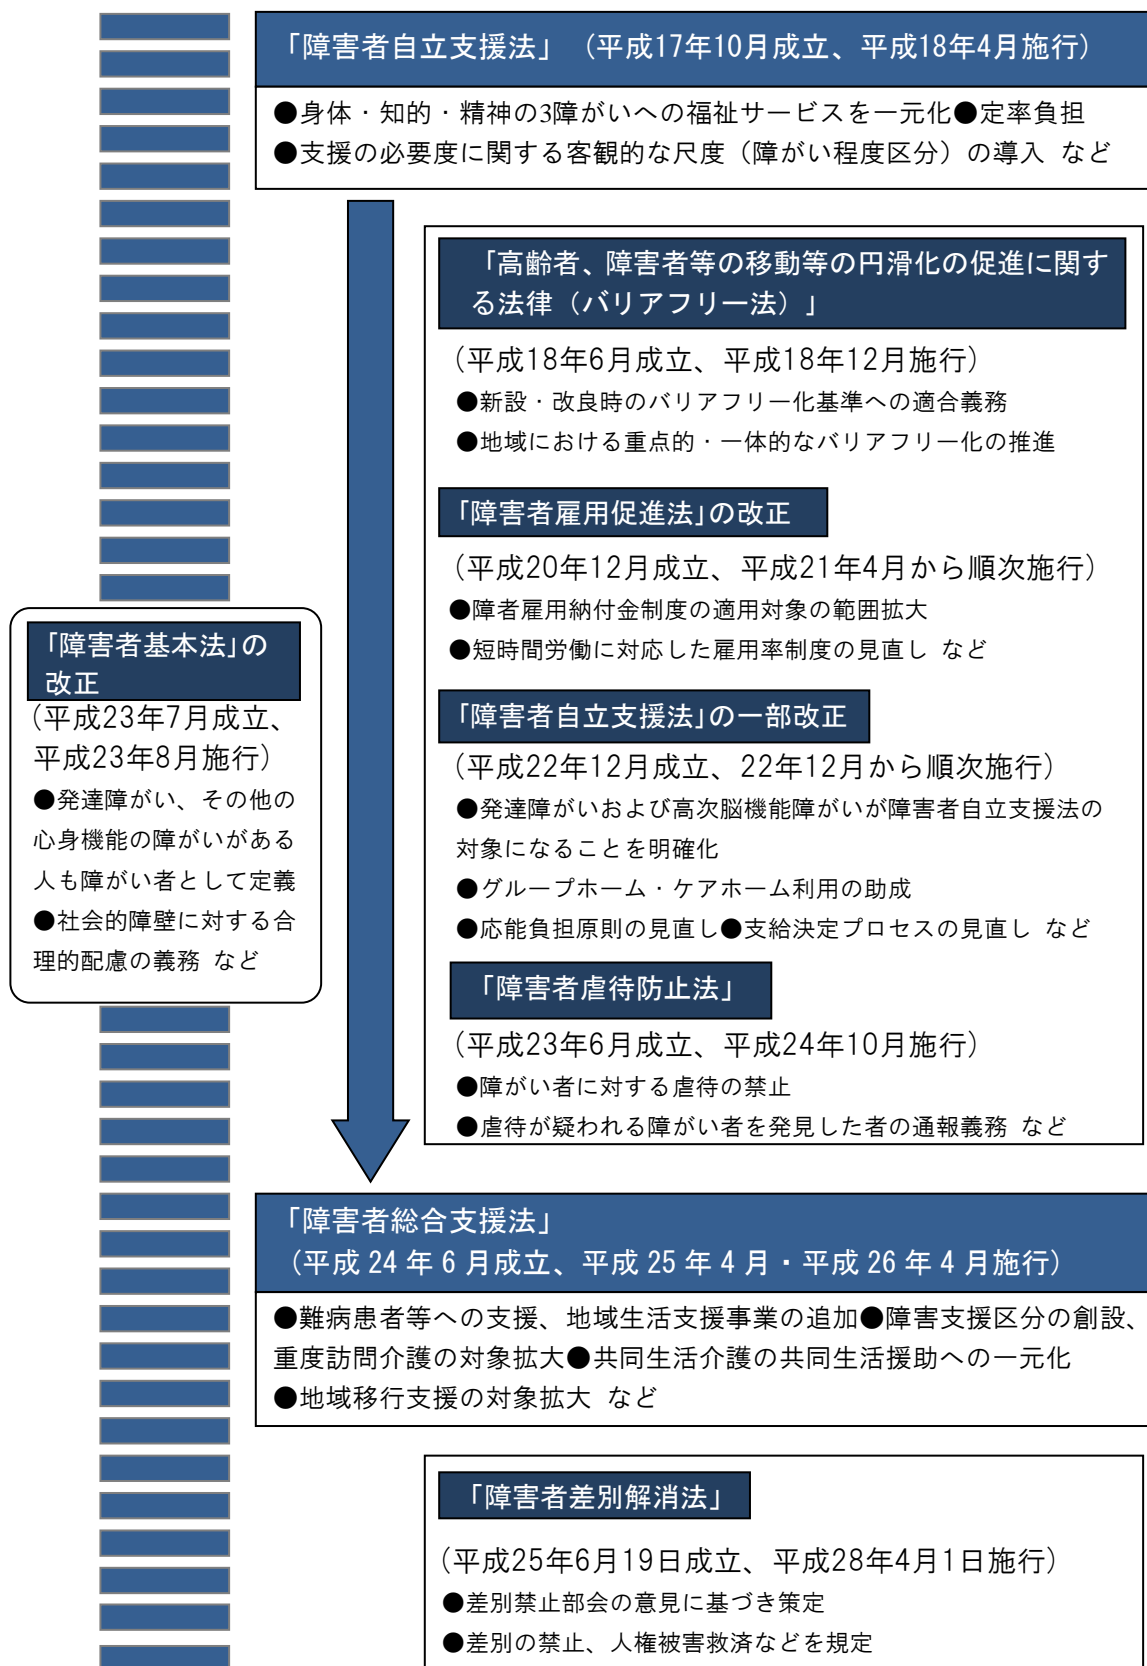 「障害者自立支援法」（平成17年10月成立、平成18年4月施行）
●身体・知的・精神の3障がいへの福祉サービスを一元化●定率負担
●支援の必要度に関する客観的な尺度（障がい程度区分）の導入 など
「高齢者、障害者等の移動等の円滑化の促進に関す
る法律（バリアフリー法）」
（平成18年6月成立、平成18年12月施行）
●新設・改良時のバリアフリー化基準への適合義務
●地域における重点的・一体的なバリアフリー化の推進
「障害者雇用促進法」の改正
（平成20年12月成立、平成21年4月から順次施行）
●障者雇用納付金制度の適用対象の範囲拡大
●短時間労働に対応した雇用率制度の見直し など
「障害者基本法」の
改正
（平成23年7月成立、
平成23年8月施行）
●発達障がい、その他の
心身機能の障がいがある
人も障がい者として定義
●社会的障壁に対する合
理的配慮の義務 など
「障害者自立支援法」の一部改正
（平成22年12月成立、22年12月から順次施行）
●発達障がいおよび高次脳機能障がいが障害者自立支援法の
対象になることを明確化
●グループホーム・ケアホーム利用の助成
●応能負担原則の見直し●支給決定プロセスの見直し など
「障害者虐待防止法」
（平成23年6月成立、平成24年10月施行）
●障がい者に対する虐待の禁止
●虐待が疑われる障がい者を発見した者の通報義務 など
「障害者総合支援法」
（平成 24 年 6 月成立、平成 25 年 4 月・平成 26 年 4 月施行）
●難病患者等への支援、地域生活支援事業の追加●障害支援区分の創設、
重度訪問介護の対象拡大●共同生活介護の共同生活援助への一元化
●地域移行支援の対象拡大 など
「障害者差別解消法」
（平成25年6月19日成立、平成28年4月1日施行）
●差別禁止部会の意見に基づき策定
●差別の禁止、人権被害救済などを規定